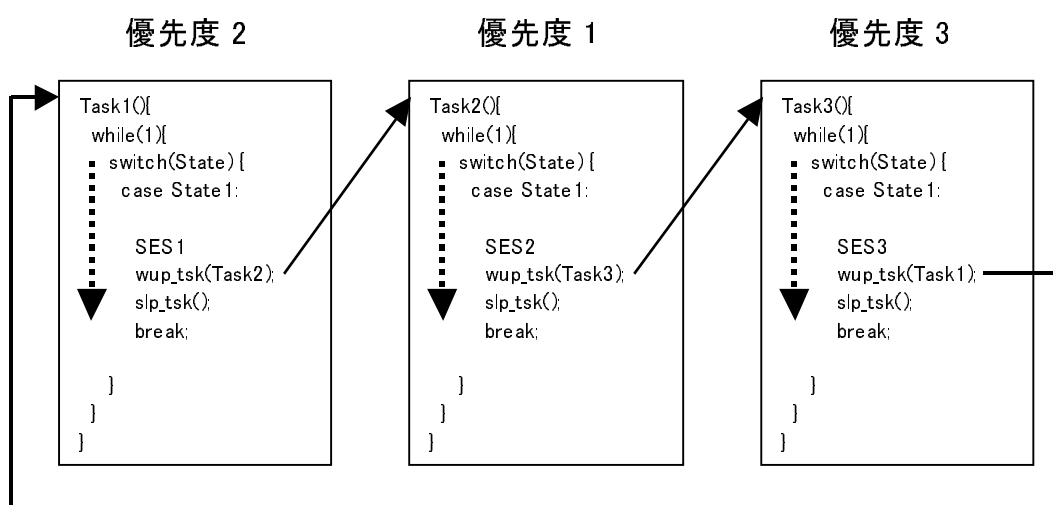 優先度 2
Task1(){
while(1){
switch(State) {
case State1:
SES1
wup_tsk(Task2);
slp_tsk();
break;
}
}
}
優先度 1
Task2(){
while(1){
switch(State) {
case State1:
SES2
wup_tsk(Task3);
slp_tsk();
break;
}
}
}
優先度 3
Task3(){
while(1){
switch(State) {
case State1:
SES3
wup_tsk(Task1);
slp_tsk();
break;
}
}
}